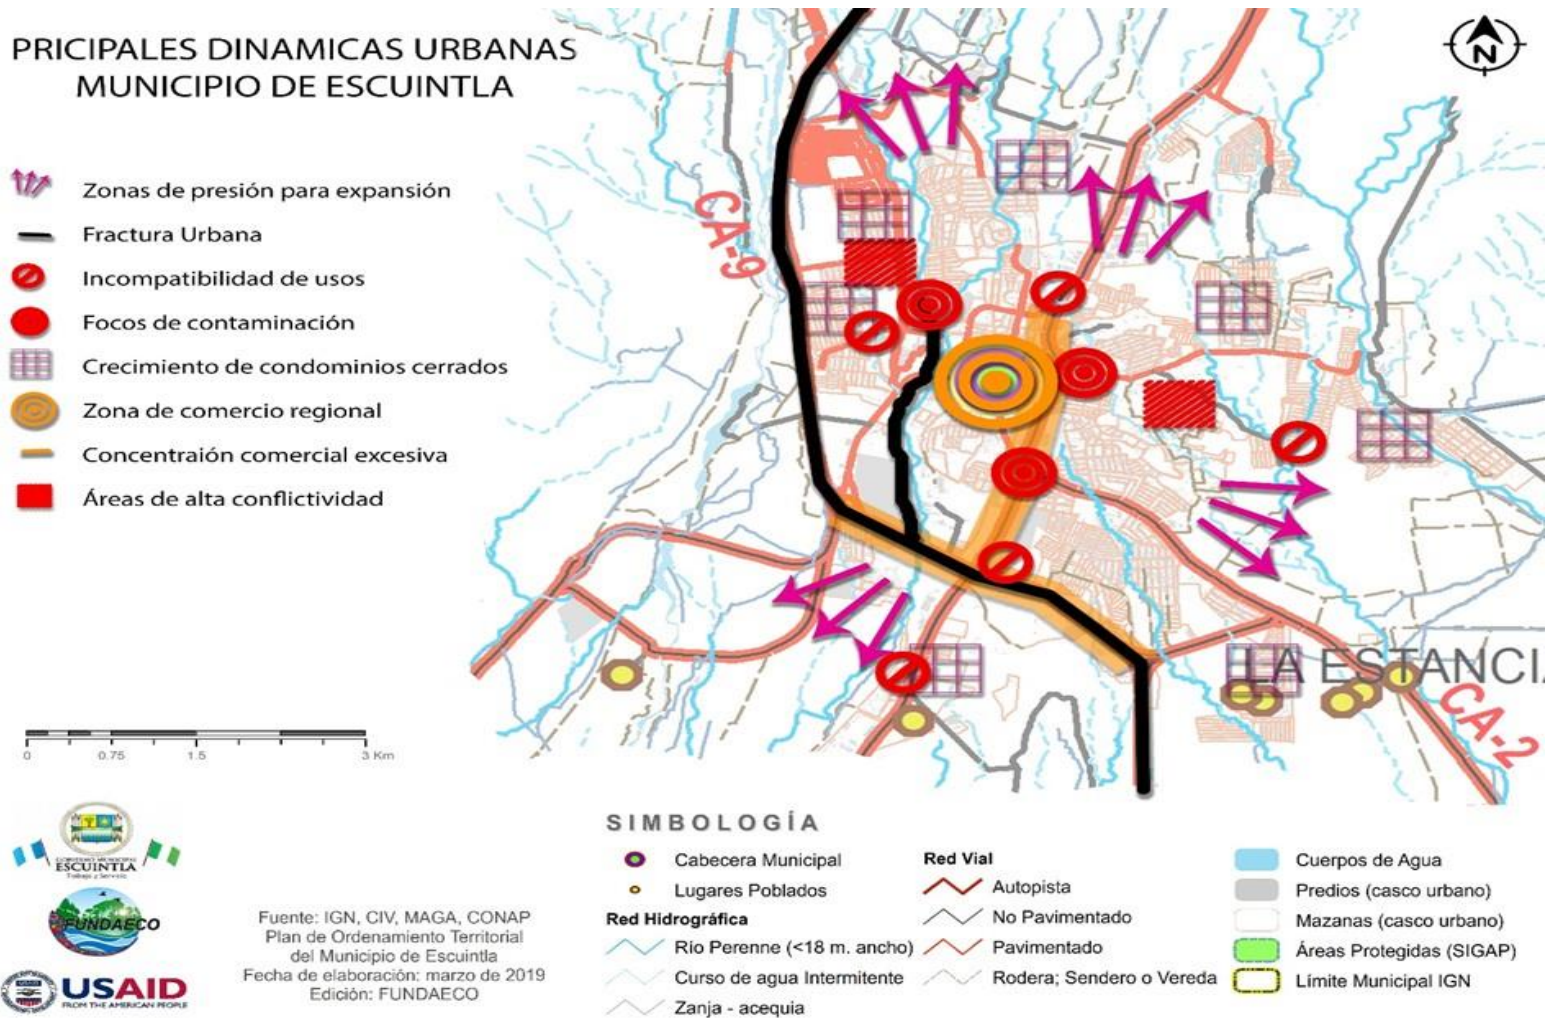 PRICIPALES DINAMICAS URBANAS
MUNICIPIO DE ESCUINTLA
Zonas de presión para expansión
Fractura Urbana
Incompatibilidad de usos
Focos de contaminación
Crecimiento de condominios cerrados
Zona de comercio regional
Concentraión comercial excesiva
Áreas de alta conflictividad
N
CA-9
LA ESTANCI
CA-2
0 0.75 1.5 3 Km
GOBIERNO MUNICIPAL
ESCUINTLA
Trabajo y Servicio
FUNDAECO
USAID
FROM THE AMERICAN PEOPLE
Fuente: IGN, CIV, MAGA, CONAP
Plan de Ordenamiento Territorial
del Municipio de Escuintla
Fecha de elaboración: marzo de 2019
Edición: FUNDAECO
SIMBOLOGÍA
Cabecera Municipal
Lugares Poblados
Red Hidrográfica
Río Perenne (<18 m. ancho)
Curso de agua Intermitente
Zanja - acequia
Red Vial
Autopista
No Pavimentado
Pavimentado
Rodera; Sendero o Vereda
Cuerpos de Agua
Predios (casco urbano)
Mazanas (casco urbano)
Áreas Protegidas (SIGAP)
Límite Municipal IGN